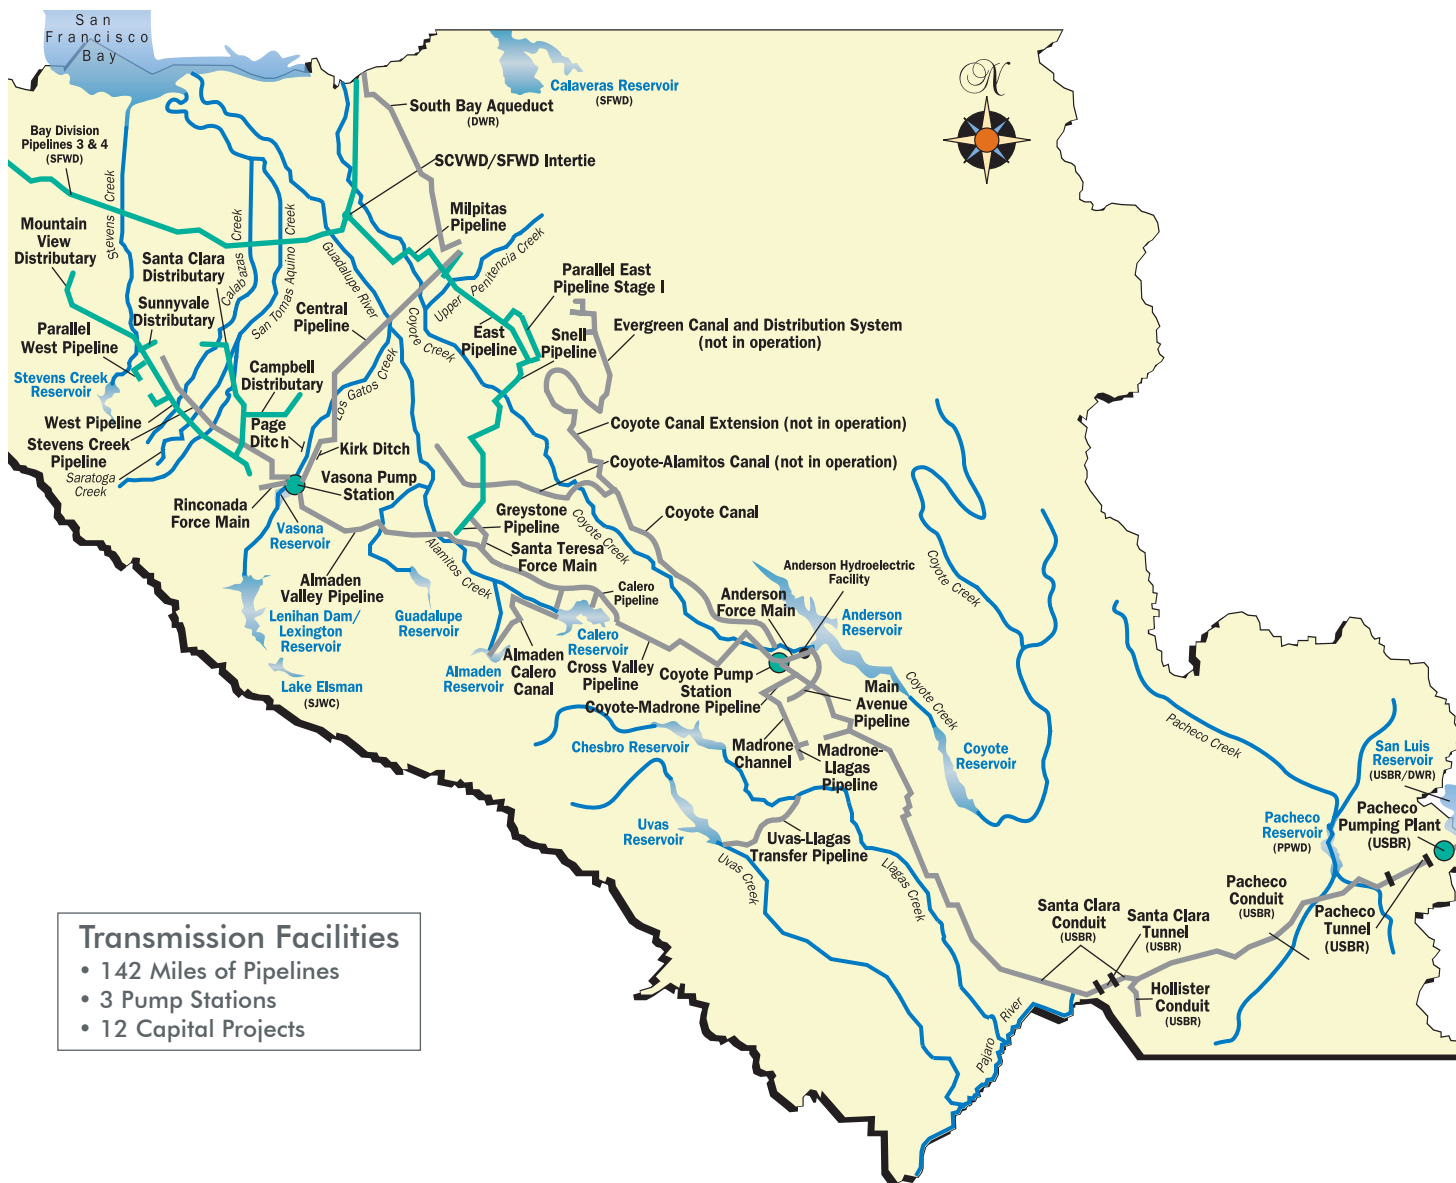 San
Francisco
Bay
N
Calaveras Reservoir
(SFWD)
South Bay Aqueduct
(DWR)
Bay Division
Pipelines 3 & 4
(SFWD)
SCVWD/SFWD Intertie
Stevens Creek
Mountain
View
Distributary
Milpitas
Pipeline
Calabazas Creek
San Tomas Aquino Creek
Guadalupe River
Santa Clara
Distributary
Upper Penitencia Creek
Parallel East
Pipeline Stage I
Sunnyvale
Distributary
Central
Pipeline
Coyote Creek
East
Pipeline
Snell
Pipeline
Evergreen Canal and Distribution System
(not in operation)
Parallel
West Pipeline
Stevens Creek
Reservoir
Campbell
Distributary
Los Gatos Creek
West Pipeline
Page
Ditch
Coyote Canal Extension (not in operation)
Stevens Creek
Pipeline
Kirk Ditch
Coyote-Alamitos Canal (not in operation)
Saratoga
Creek
Vasona Pump
Station
Rinconada
Force Main
Vasona
Reservoir
Greystone
Pipeline
Coyote Creek
Coyote Canal
Santa Teresa
Force Main
Alamitos Creek
Almaden
Valley Pipeline
Anderson Hydroelectric
Facility
Coyote Creek
Calero
Pipeline
Anderson
Force Main
Anderson
Reservoir
Lenihan Dam/
Lexington
Reservoir
Guadalupe
Reservoir
Calero
Reservoir
Almaden
Reservoir
Almaden
Calero
Canal
Cross Valley
Pipeline
Coyote Pump
Station
Lake Elsman
(SJWC)
Coyote-Madrone Pipeline
Main
Avenue
Pipeline
Coyote Creek
Pacheco Creek
Chesbro Reservoir
Madrone
Channel
Madrone-
Llagas
Pipeline
Coyote
Reservoir
San Luis
Reservoir
(USBR/DWR)
Uvas
Reservoir
Uvas-Llagas
Transfer Pipeline
Pacheco
Reservoir
(PPWD)
Pacheco
Pumping Plant
(USBR)
Uvas Creek
Llagas Creek
Pacheco
Conduit
(USBR)
Santa Clara
Conduit
(USBR)
Santa Clara
Tunnel
(USBR)
Pacheco
Tunnel
(USBR)
Hollister
Conduit
(USBR)
Pajaro River
Transmission Facilities
• 142 Miles of Pipelines
• 3 Pump Stations
• 12 Capital Projects